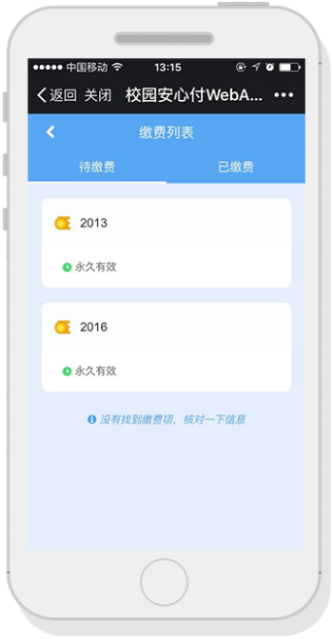 中国移动 13:15
返回 关闭 校园安心付WebA...
缴费列表
待缴费 已缴费
2013
永久有效
2016
永久有效
没有找到缴费项，核对一下信息